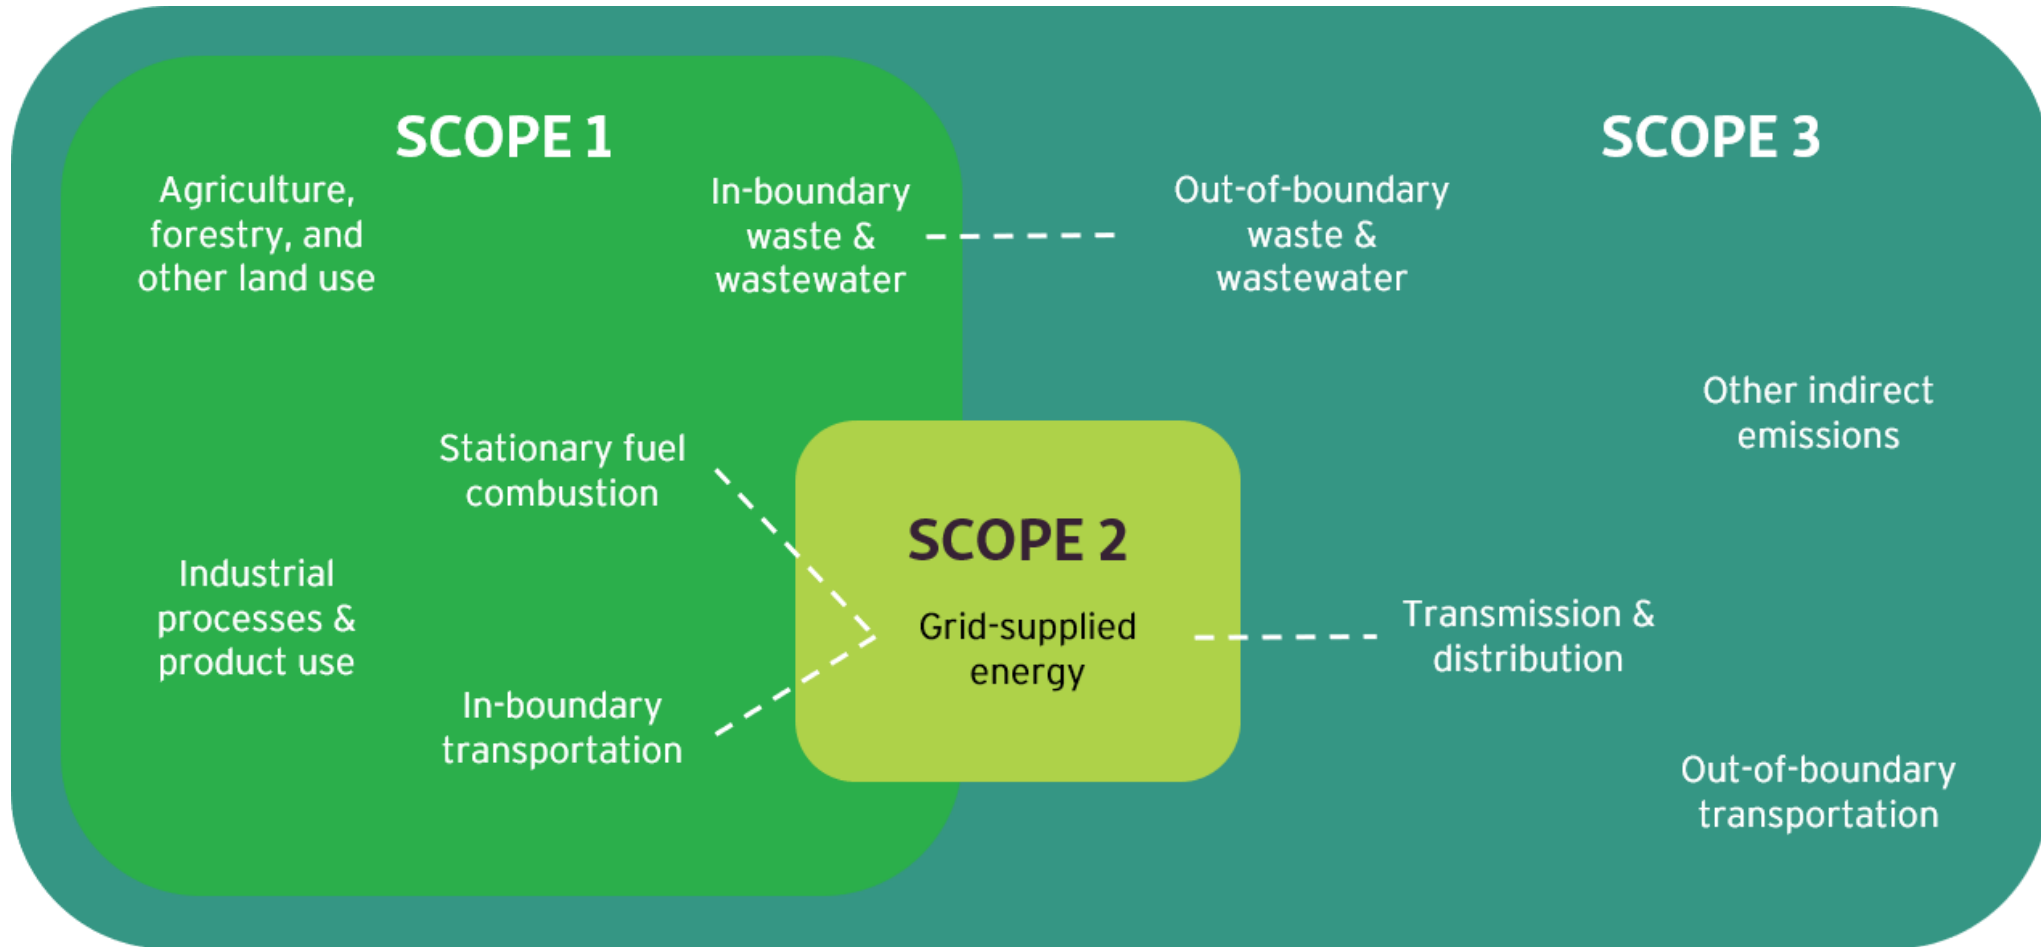 SCOPE 1
Agriculture,
forestry, and
other land use
In-boundary
waste &
wastewater
Stationary fuel
combustion
Industrial
processes &
product use
In-boundary
transportation
SCOPE 2
Grid-supplied
energy
SCOPE 3
Out-of-boundary
waste &
wastewater
Other indirect
emissions
Transmission &
distribution
Out-of-boundary
transportation